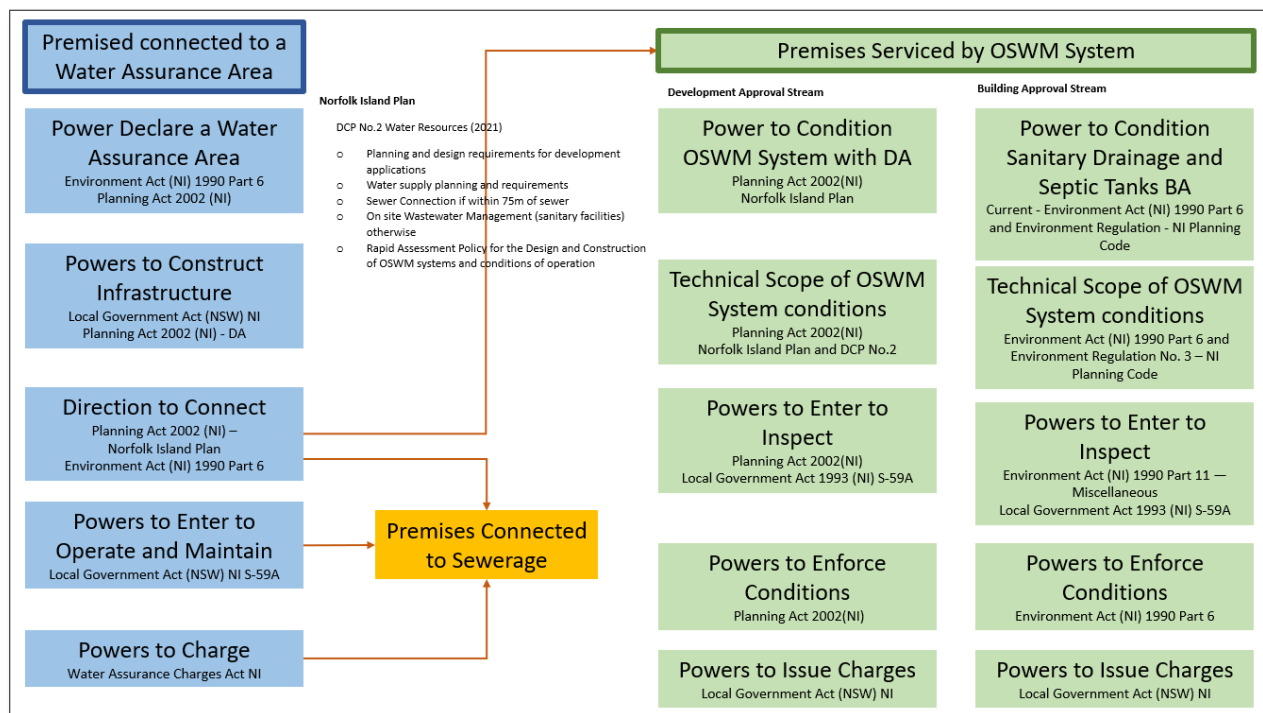 Premised connected to a
Water Assurance Area
Power Declare a Water
Assurance Area
Environment Act (NI) 1990 Part 6
Planning Act 2002 (NI)
Powers to Construct
Infrastructure
Local Government Act (NSW) NI
Planning Act 2002 (NI) - DA
Direction to Connect
Planning Act 2002 (NI) –
Norfolk Island Plan
Environment Act (NI) 1990 Part 6
Powers to Enter to
Operate and Maintain
Local Government Act (NSW) NI S-59A
Powers to Charge
Water Assurance Charges Act NI
Norfolk Island Plan
DCP No.2 Water Resources (2021)
o Planning and design requirements for development
applications
o Water supply planning and requirements
o Sewer Connection if within 75m of sewer
o On site Wastewater Management (sanitary facilities)
otherwise
o Rapid Assessment Policy for the Design and Construction
of OSWM systems and conditions of operation
Premises Connected
to Sewerage
Premises Serviced by OSWM System
Development Approval Stream
Power to Condition
OSWM System with DA
Planning Act 2002(NI)
Norfolk Island Plan
Technical Scope of OSWM
System conditions
Planning Act 2002(NI)
Norfolk Island Plan and DCP No.2
Powers to Enter to
Inspect
Planning Act 2002(NI)
Local Government Act 1993 (NI) S-59A
Powers to Enforce
Conditions
Planning Act 2002(NI)
Powers to Issue Charges
Local Government Act (NSW) NI
Building Approval Stream
Power to Condition
Sanitary Drainage and
Septic Tanks BA
Current - Environment Act (NI) 1990 Part 6
and Environment Regulation - NI Planning
Code
Technical Scope of OSWM
System conditions
Environment Act (NI) 1990 Part 6 and
Environment Regulation No. 3 – NI
Planning Code
Powers to Enter to
Inspect
Environment Act (NI) 1990 Part 11 —
Miscellaneous
Local Government Act 1993 (NI) S-59A
Powers to Enforce
Conditions
Environment Act (NI) 1990 Part 6
Powers to Issue Charges
Local Government Act (NSW) NI